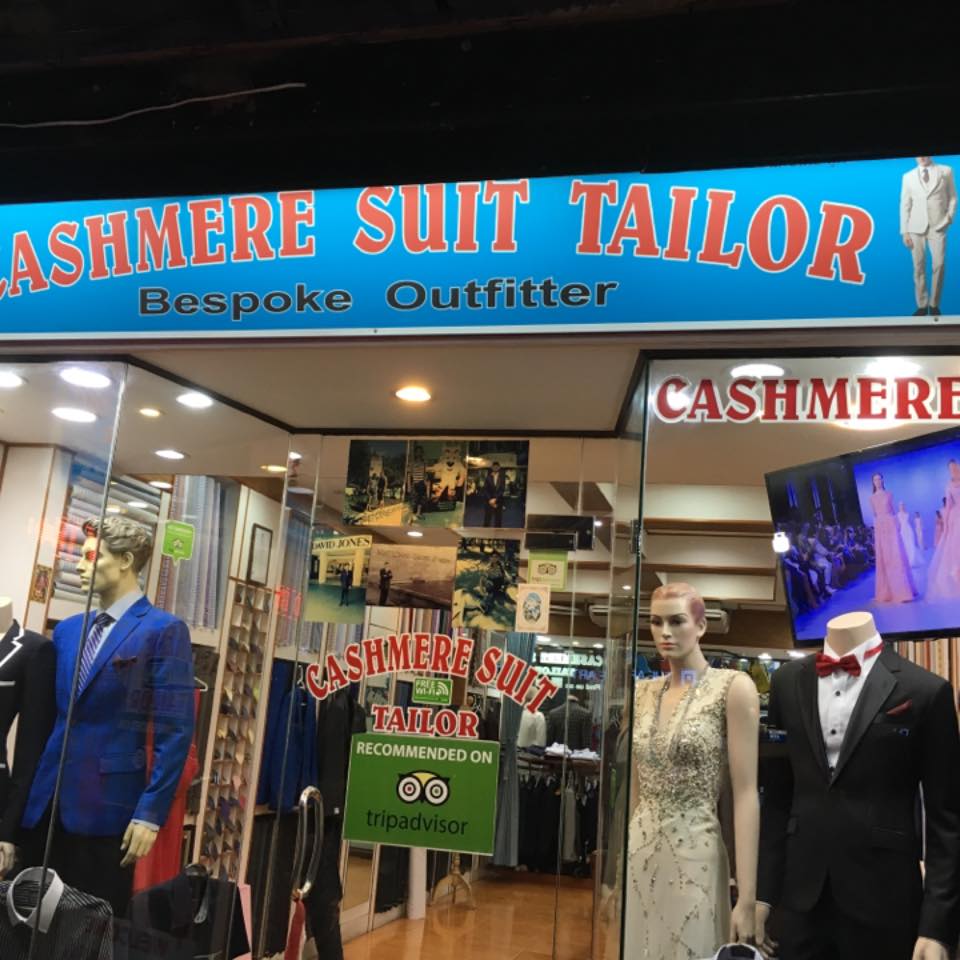 CASHMERE SUIT TAILOR
Bespoke Outfitter
CASHMERE
DAVID JONES
CASHMERE SUIT
FREE
WI-FI
TAILOR
RECOMMENDED ON
tripadvisor